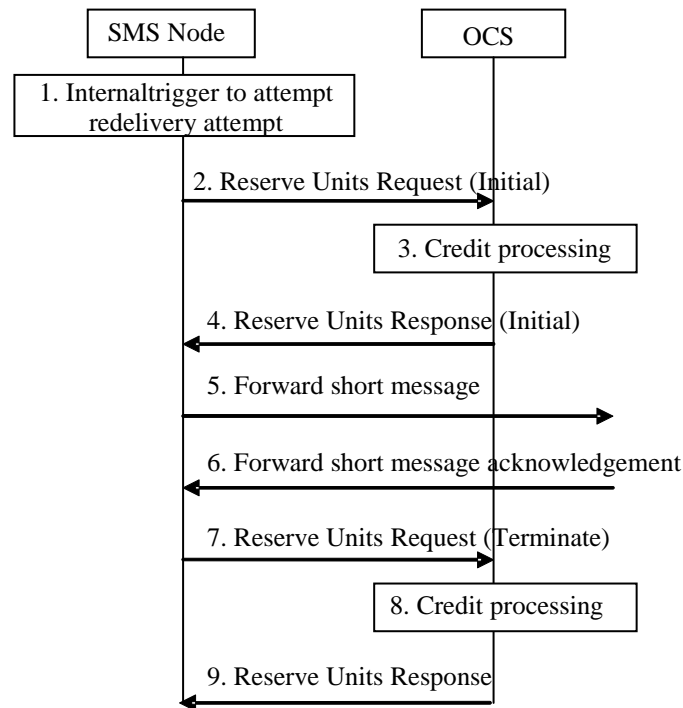 SMS Node
OCS
1. Internaltrigger to attempt
redelivery attempt
2. Reserve Units Request (Initial)
3. Credit processing
4. Reserve Units Response (Initial)
5. Forward short message
6. Forward short message acknowledgement
7. Reserve Units Request (Terminate)
8. Credit processing
9. Reserve Units Response